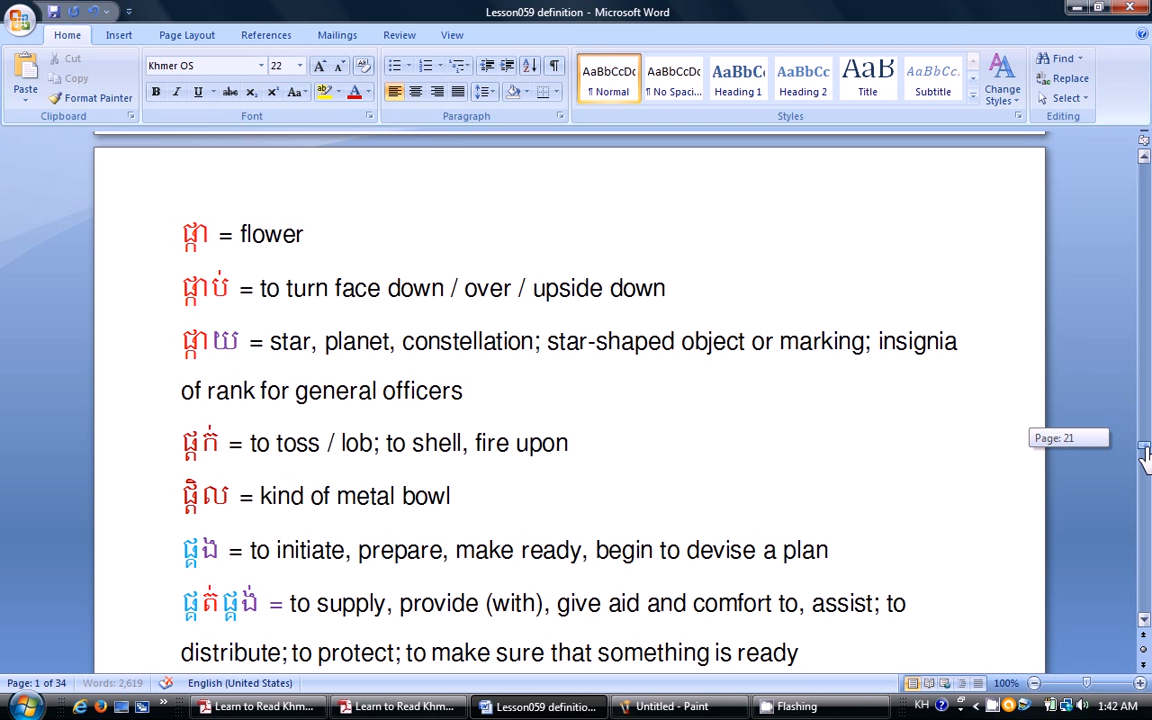 Lesson059 definition - Microsoft Word
Home Insert Page Layout References Mailings Review View
Paste
Cut
Copy
Format Painter
Clipboard
Khmer OS 22
Font
Paragraph
AaBbCcDc AaBbCcDc AaBbC AaBbCc AaB AaBbCc.
¶ Normal ¶ No Spaci... Heading 1 Heading 2 Title Subtitle
Styles
Change Styles
Find
Replace
Select
Editing
ផ្កា = flower
ផ្កាប់ = to turn face down / over / upside down
ផ្កាយ = star, planet, constellation; star-shaped object or marking; insignia
of rank for general officers
ផ្តក់ = to toss / lob; to shell, fire upon
ផ្តិល = kind of metal bowl
ផ្គង = to initiate, prepare, make ready, begin to devise a plan
ផ្គត់ផ្គង់ = to supply, provide (with), give aid and comfort to, assist; to
distribute; to protect; to make sure that something is ready
Page: 21
Page: 1 of 34 Words: 2,619 English (United States) 100%
Learn to Read Khm... Learn to Read Khm... Lesson059 definitio... Untitled - Paint Flashing KH 1:42 AM